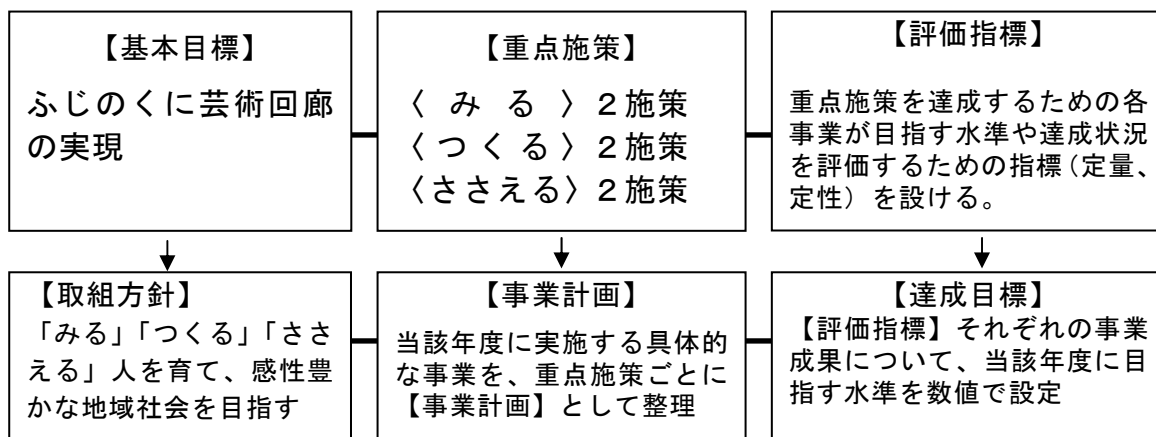 【基本目標】
ふじのくに芸術回廊
の実現
【重点施策】
〈 み る 〉２施策
〈 つ く る 〉２施策
〈ささえる〉２施策
【評価指標】
重点施策を達成するための各
事業が目指す水準や達成状況
を評価するための指標（定量、
定性）を設ける。
【取組方針】
「みる」「つくる」「ささ
える」人を育て、感性豊
かな地域社会を目指す
【事業計画】
当該年度に実施する具体的
な事業を、重点施策ごとに
【事業計画】として整理
【達成目標】
【評価指標】それぞれの事業
成果について、当該年度に目
指す水準を数値で設定